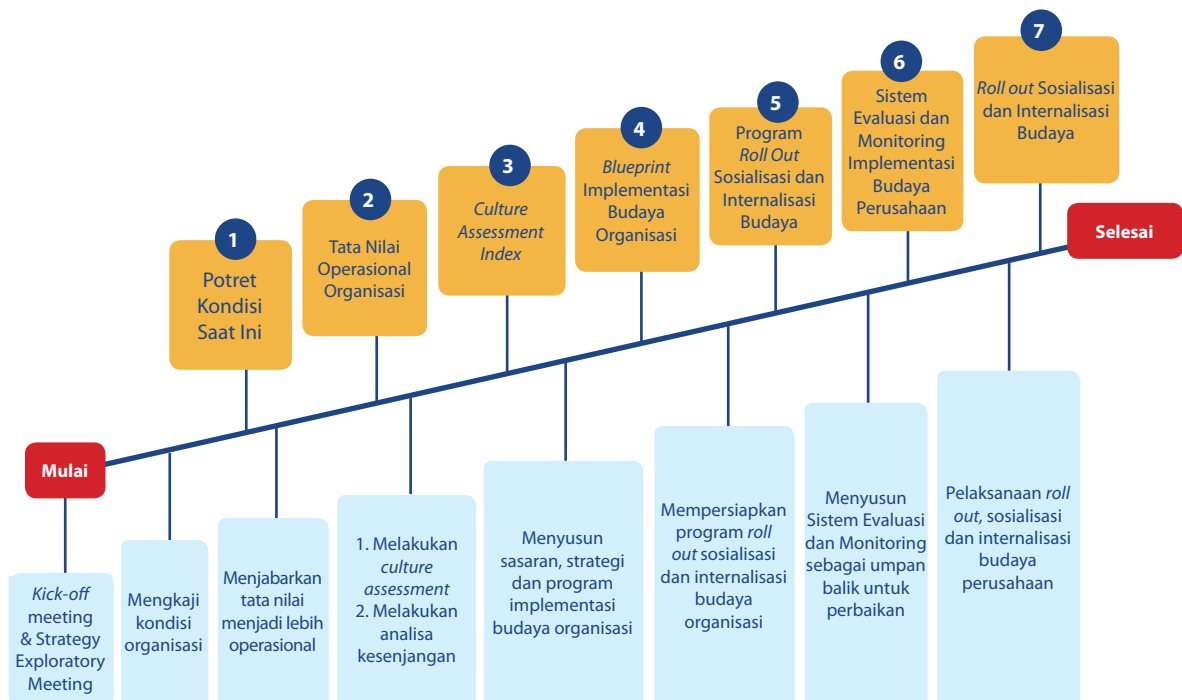 1
Potret
Kondisi
Saat Ini
2
Tata Nilai
Operasional
Organisasi
3
Culture
Assessment
Index
4
Blueprint
Implementasi
Budaya
Organisasi
5
Program
Roll Out
Sosialisasi dan
Internalisasi
Budaya
6
Sistem
Evaluasi dan
Monitoring
Implementasi
Budaya
Perusahaan
7
Roll out Sosialisasi
dan Internalisasi
Budaya
Selesai
Mulai
Kick-off
meeting
& Strategy
Exploratory
Meeting
Mengkaji
kondisi
organisasi
Menjabarkan
tata nilai
menjadi lebih
operasional
1. Melakukan
culture
assessment
2. Melakukan
analisa
kesenjangan
Menyusun
sasaran, strategi
dan program
implementasi
budaya organisasi
Mempersiapkan
program roll
out sosialisasi
dan internalisasi
budaya
organisasi
Menyusun
Sistem Evaluasi
dan Monitoring
sebagai umpan
balik untuk
perbaikan
Pelaksanaan roll
out, sosialisasi
dan internalisasi
budaya
perusahaan